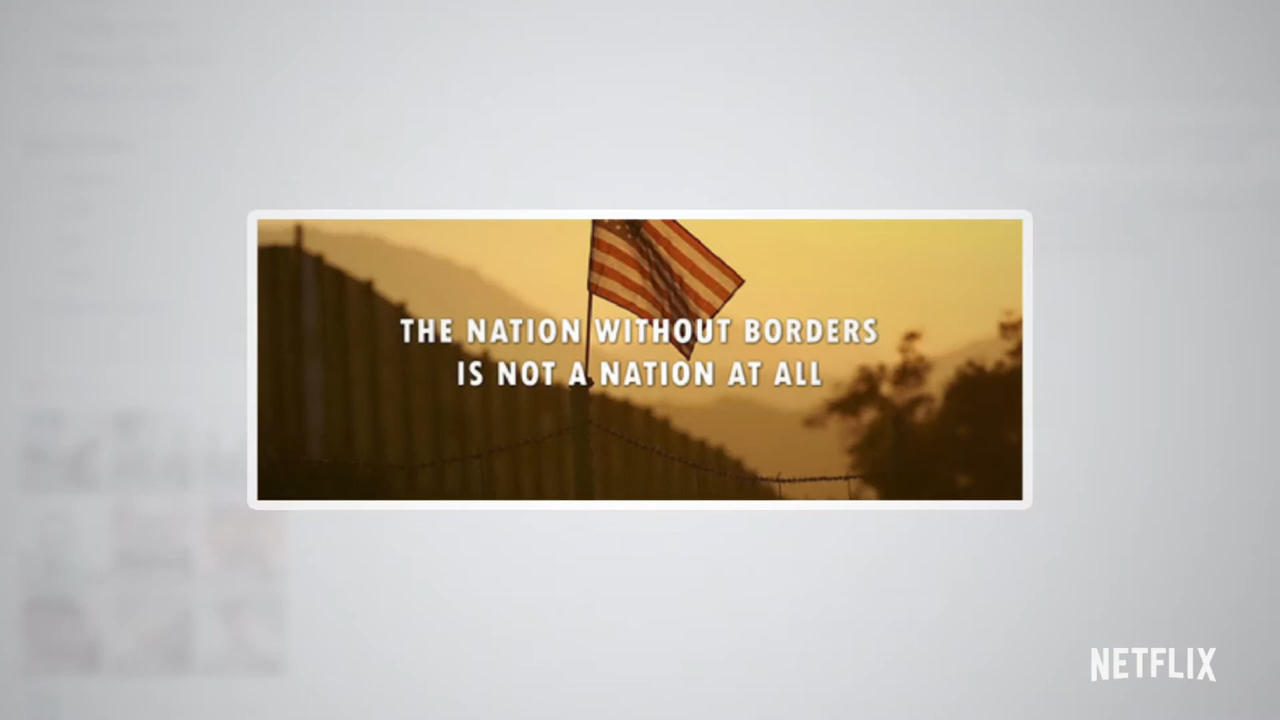 THE NATION WITHOUT BORDERS
IS NOT A NATION AT ALL
NETFLIX